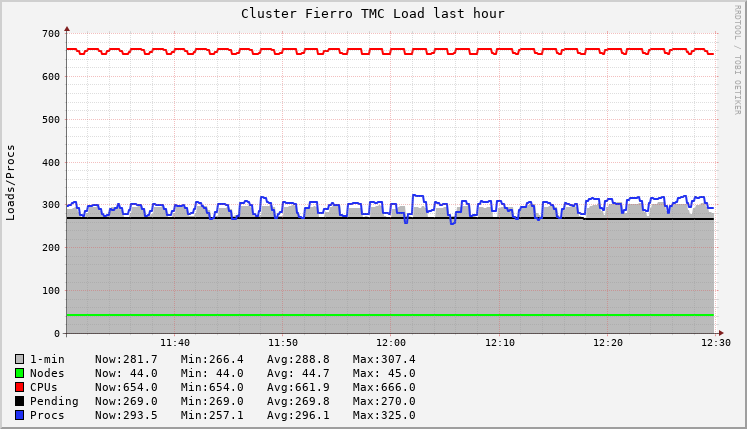 Cluster Fierro TMC Load last hour
RRDTOOL / TOBI OETIKER
Loads/Procs
700
600
500
400
300
200
100
0
11:40 11:50 12:00 12:10 12:20 12:30
1-min Now:281.7 Min:266.4 Avg:288.8 Max:307.4
Nodes Now: 44.0 Min: 44.0 Avg: 44.7 Max: 45.0
CPUs Now:654.0 Min:654.0 Avg:661.9 Max:666.0
Pending Now:269.0 Min:269.0 Avg:269.8 Max:270.0
Procs Now:293.5 Min:257.1 Avg:296.1 Max:325.0